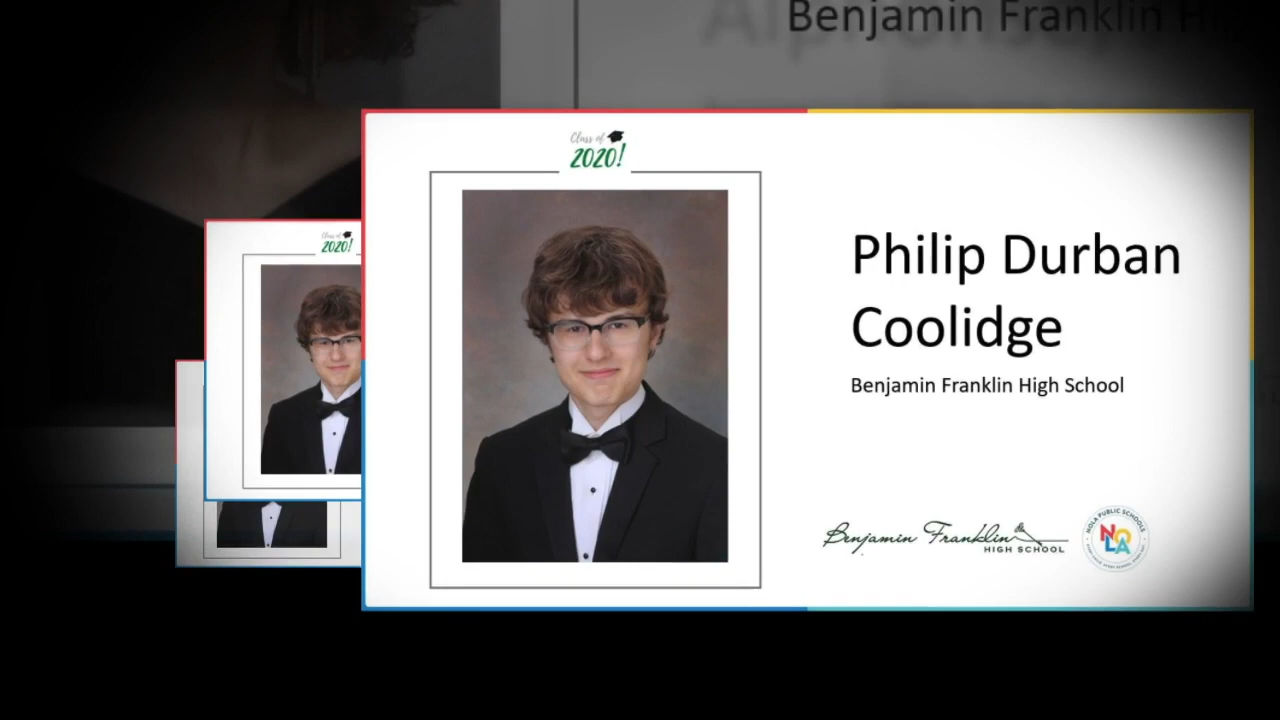 Benjamin Franklin Hig
Class of
2020!
Philip Durban
Coolidge
Benjamin Franklin High School
Benjamin Franklin
HIGH SCHOOL
NOLA PUBLIC SCHOOLS
NOLA
Class of
2020!